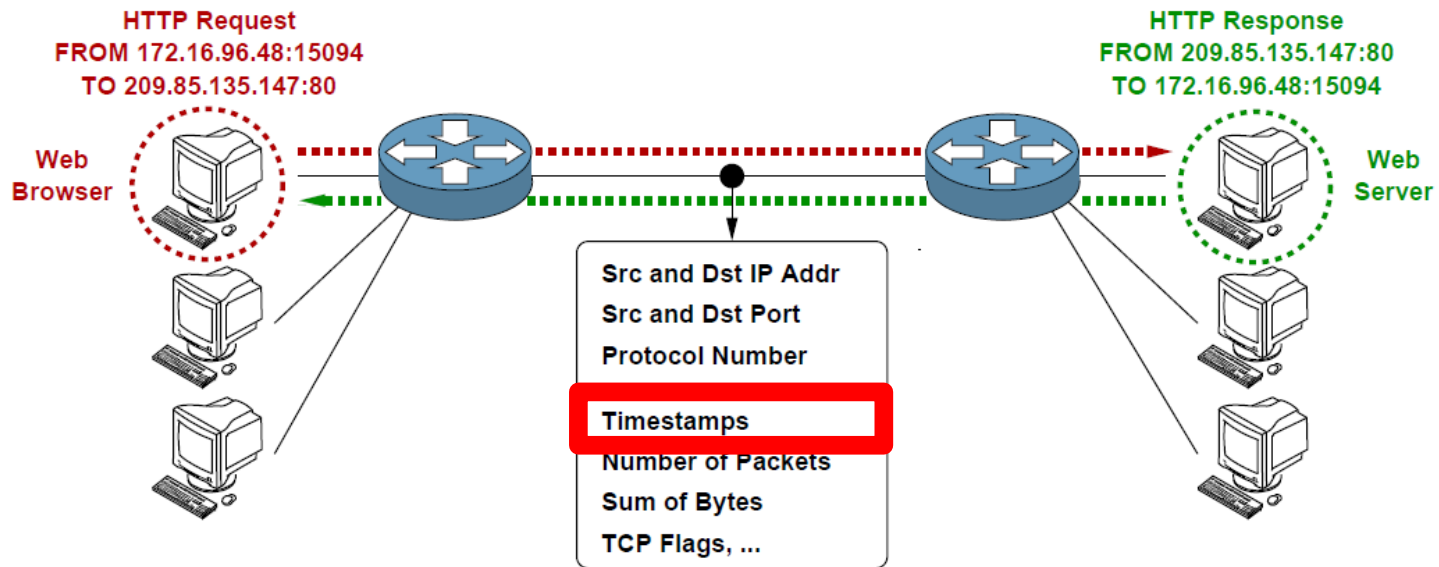 HTTP Request
FROM 172.16.96.48:15094
TO 209.85.135.147:80
HTTP Response
FROM 209.85.135.147:80
TO 172.16.96.48:15094
Web
Browser
Web
Server
Src and Dst IP Addr
Src and Dst Port
Protocol Number
Timestamps
Number of Packets
Sum of Bytes
TCP Flags, ...